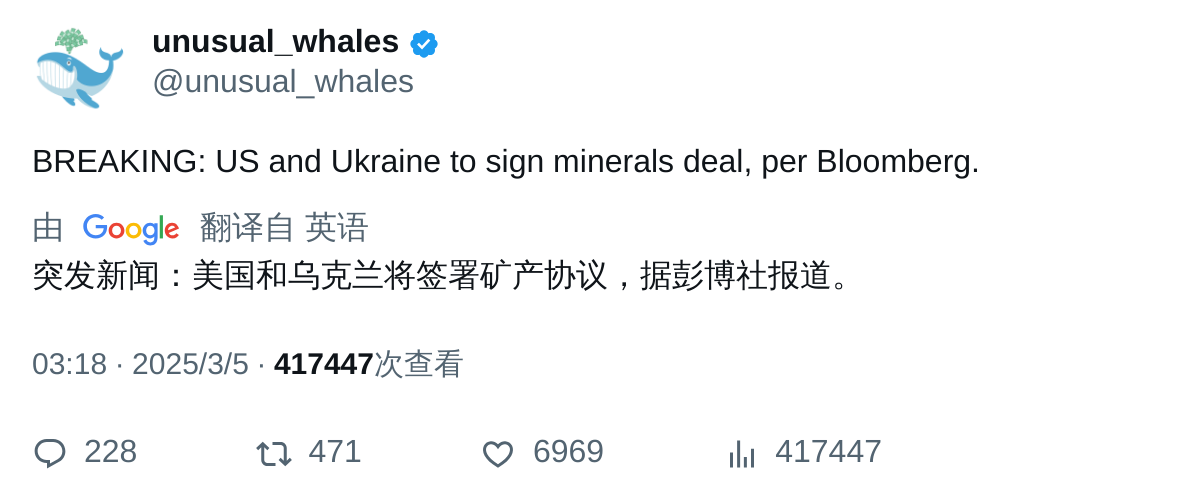 unusual_whales
@unusual_whales
BREAKING: US and Ukraine to sign minerals deal, per Bloomberg.
由 Google 翻译自 英语
突发新闻：美国和乌克兰将签署矿产协议，据彭博社报道。
03:18 · 2025/3/5 · 417447次查看
228 471 6969 417447